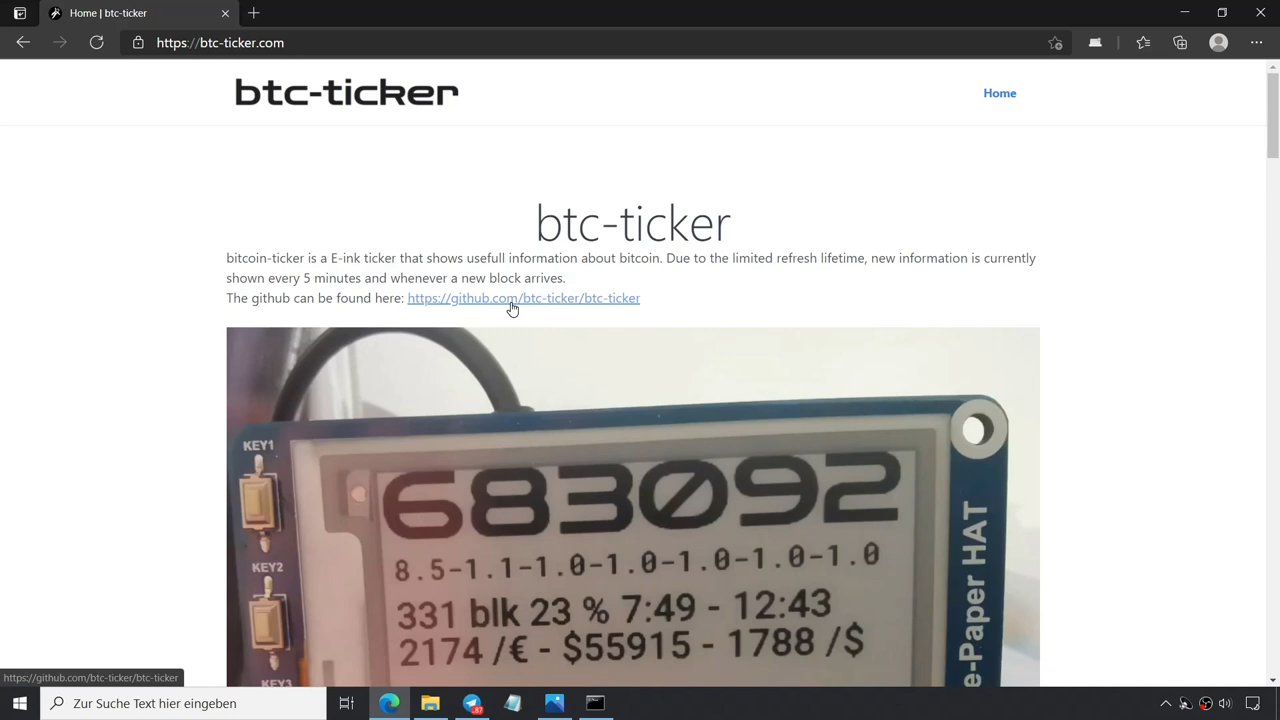 Home | btc-ticker
https://btc-ticker.com
btc-ticker
Home
btc-ticker
bitcoin-ticker is a E-ink ticker that shows usefull information about bitcoin. Due to the limited refresh lifetime, new information is currently
shown every 5 minutes and whenever a new block arrives.
The github can be found here: https://github.com/btc-ticker/btc-ticker
KEY1
683092
8.5-1.1-1.0-1.0-1.0-1.0-1.0
KEY2
331 blk 23 % 7:49 - 12:43
2174 /€ - $55915 - 1788 /$
KEY3
e-Paper HAT
https://github.com/btc-ticker/btc-ticker
Zur Suche Text hier eingeben
87